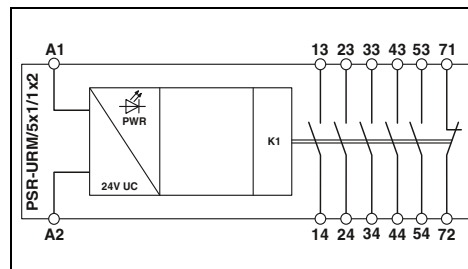 A1 13 23 33 43 53 71
PSR-URM/5x1/1x2
PWR
K1
24V UC
A2 14 24 34 44 54 72